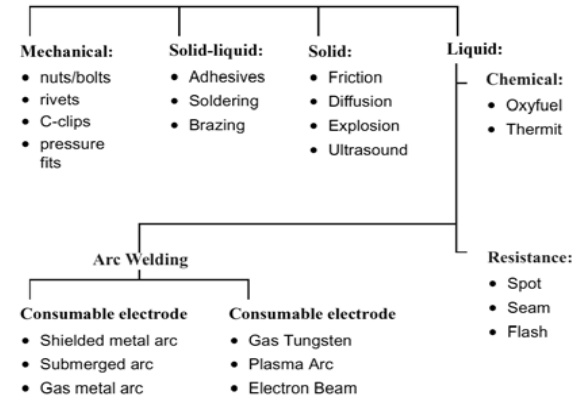 Mechanical:
• nuts/bolts
• rivets
• C-clips
• pressure
fits
Solid-liquid:
• Adhesives
• Soldering
• Brazing
Solid:
• Friction
• Diffusion
• Explosion
• Ultrasound
Liquid:
Chemical:
• Oxyfuel
• Thermit
Arc Welding
Consumable electrode
• Shielded metal arc
• Submerged arc
• Gas metal arc
Consumable electrode
• Gas Tungsten
• Plasma Arc
• Electron Beam
Resistance:
• Spot
• Seam
• Flash